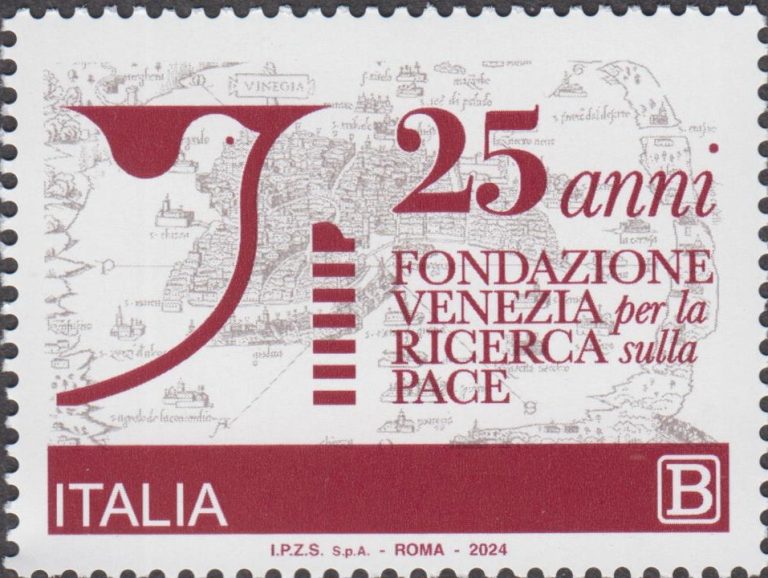 VINEGIA
25 anni
FONDAZIONE
VENEZIA per la
RICERCA sulla
PACE
ITALIA
B
I.P.Z.S. S.p.A. - ROMA - 2024